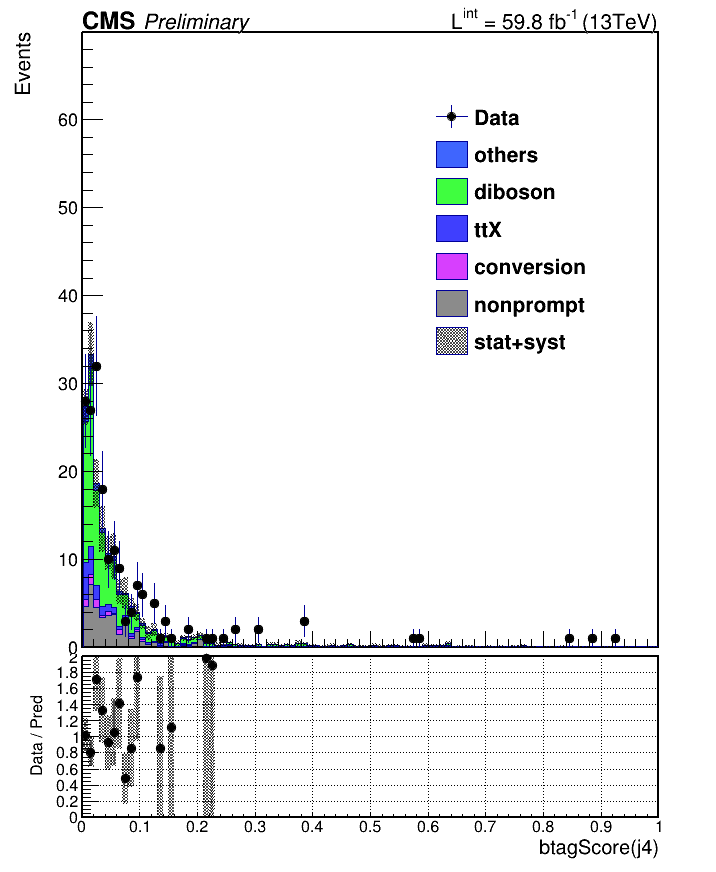 CMS Preliminary
L^int = 59.8 fb^-1 (13TeV)
Events
60
50
40
30
20
10
0
Data
others
diboson
ttX
conversion
nonprompt
stat+syst
Data / Pred
2
1.8
1.6
1.4
1.2
1
0.8
0.6
0.4
0.2
0
0 0.1 0.2 0.3 0.4 0.5 0.6 0.7 0.8 0.9 1
btagScore(j4)